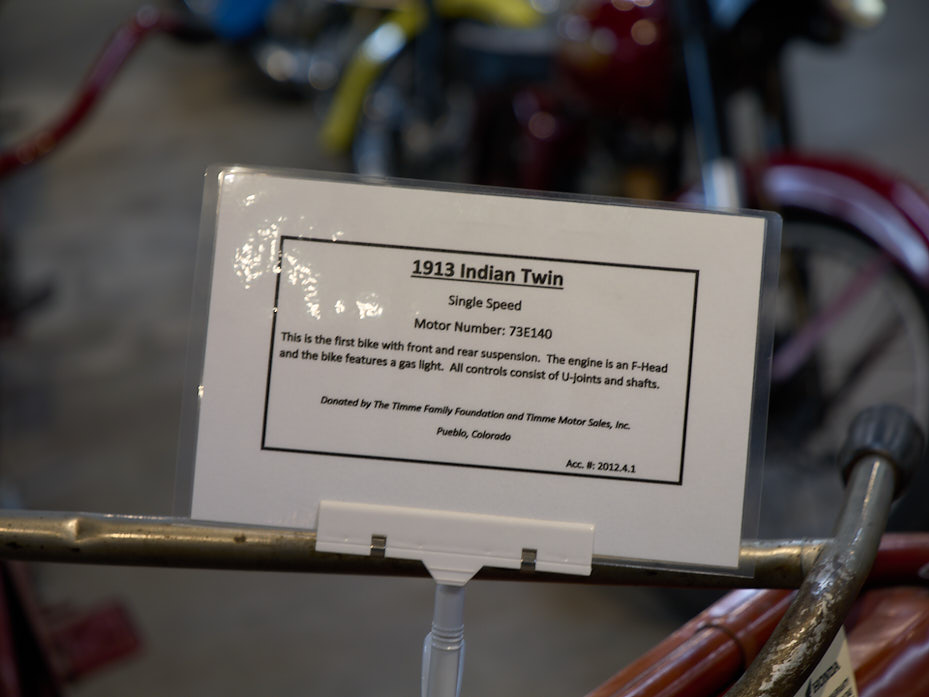 1913 Indian Twin
Single Speed
Motor Number: 73E140
This is the first bike with front and rear suspension. The engine is an F-Head
and the bike features a gas light. All controls consist of U-joints and shafts.
Donated by The Timme Family Foundation and Timme Motor Sales, Inc.
Pueblo, Colorado
Acc. #: 2012.4.1